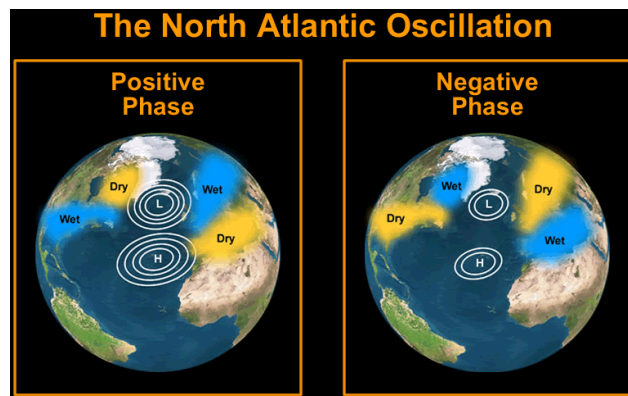 The North Atlantic Oscillation
Positive
Phase
Dry
Wet
L
Wet
Dry
H
Negative
Phase
Wet
Dry
L
Dry
Wet
H